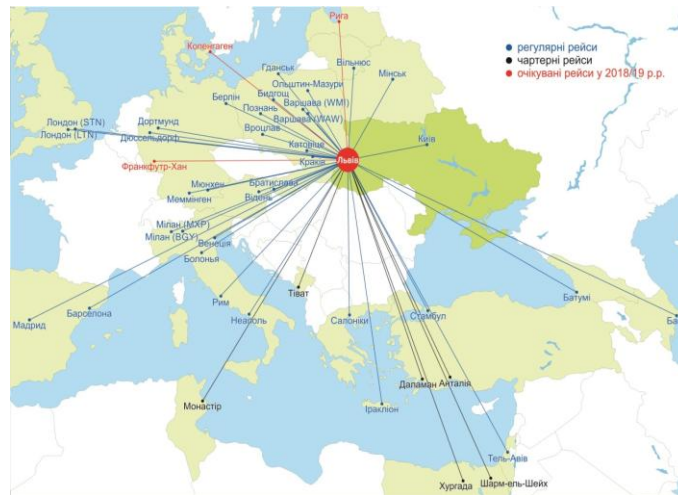 Рига
Копенгаген
регулярні рейси
чартерні рейси
очікувані рейси у 2018/19 р.р.
Гданськ
Вільнюс
Мінськ
Ольштин-Мазури
Берлін
Бидгощ
Познань
Варшава (WMI)
Варшава (WAW)
Лондон (STN)
Лондон (LTN)
Дортмунд
Дюссельдорф
Вроцлав
Київ
Катовіце
Краків
Львів
Франкфутр-Хан
Мюнхен
Меммінген
Братислава
Відень
Мілан (MXP)
Мілан (BGY)
Венеція
Болонья
Тіват
Батумі
Рим
Неаполь
Салоніки
Стамбул
Мадрид
Барселона
Ба
Даламан
Анталія
Монастір
Іракліон
Тель-Авів
Хургада
Шарм-ель-Шейх